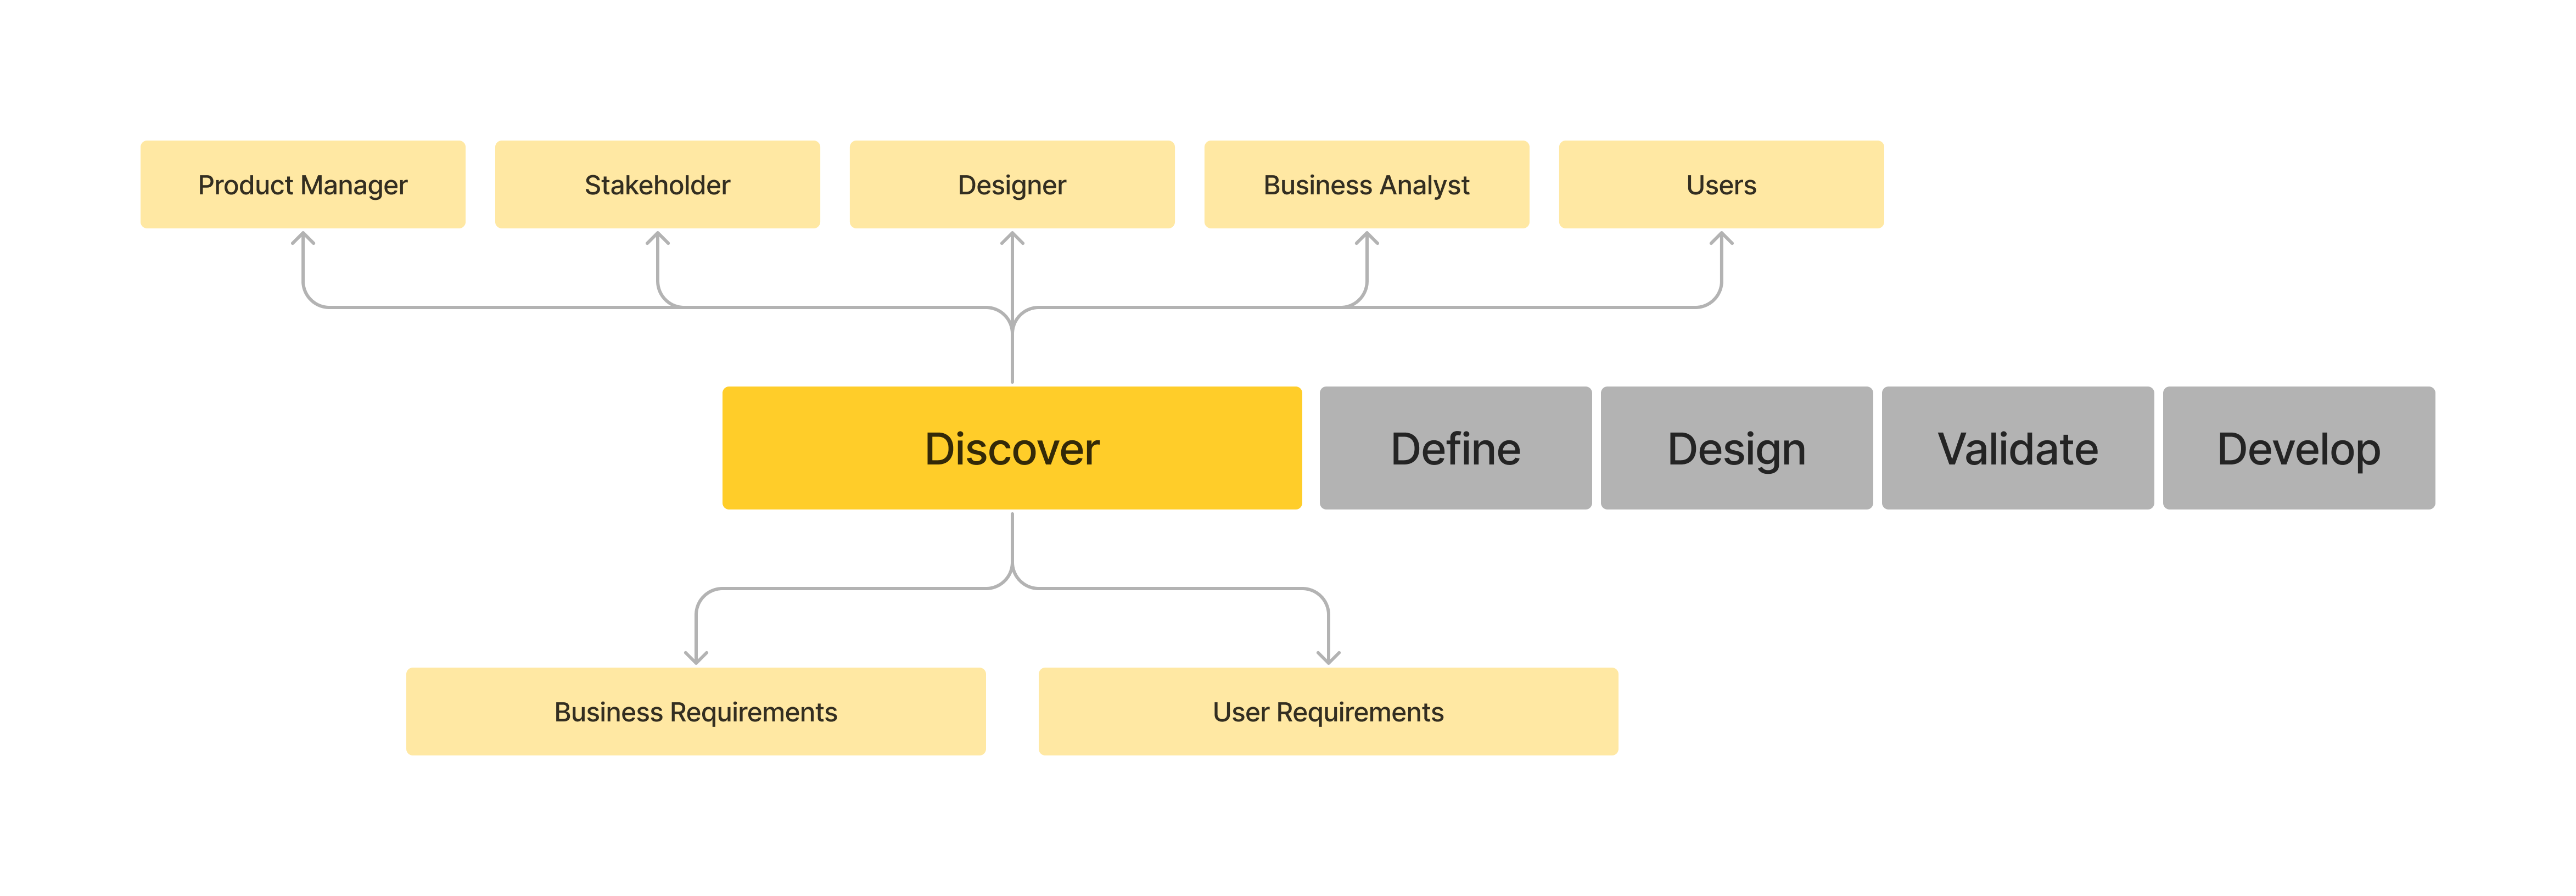 Product Manager
Stakeholder
Designer
Business Analyst
Users
Discover
Define
Design
Validate
Develop
Business Requirements
User Requirements